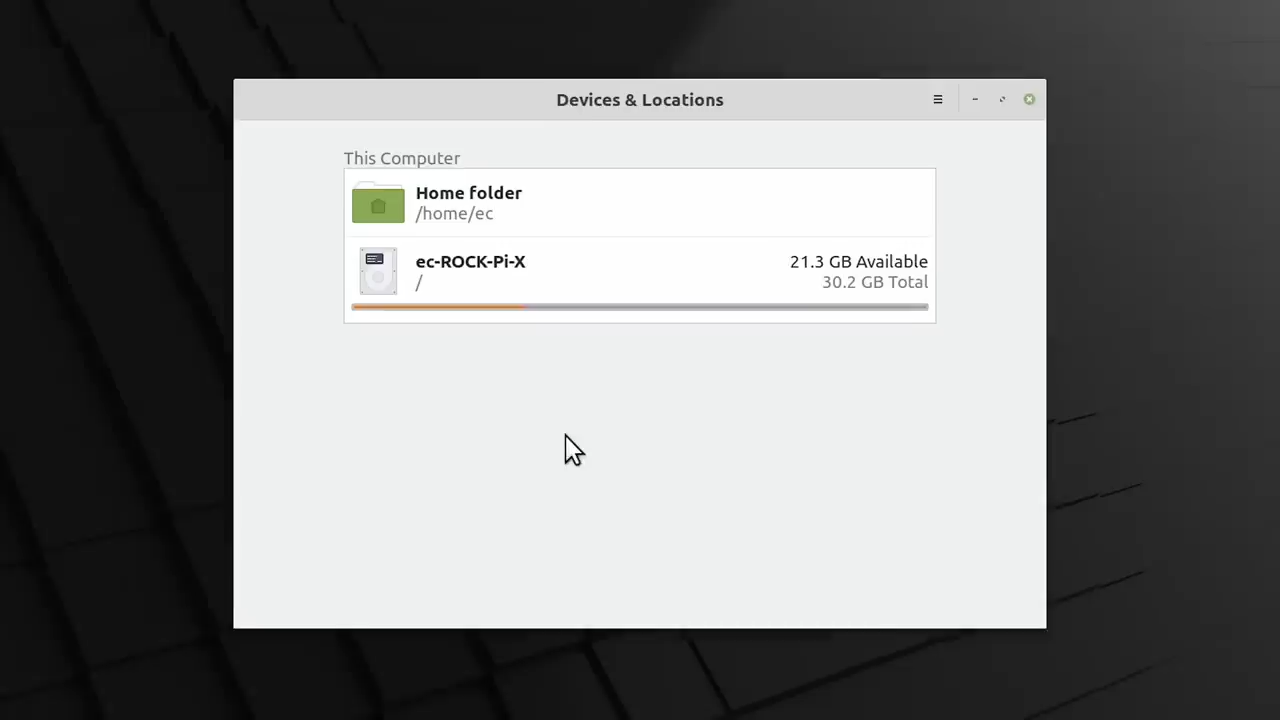 Devices & Locations
This Computer
Home folder
/home/ec
ec-ROCK-Pi-X
21.3 GB Available
/
30.2 GB Total